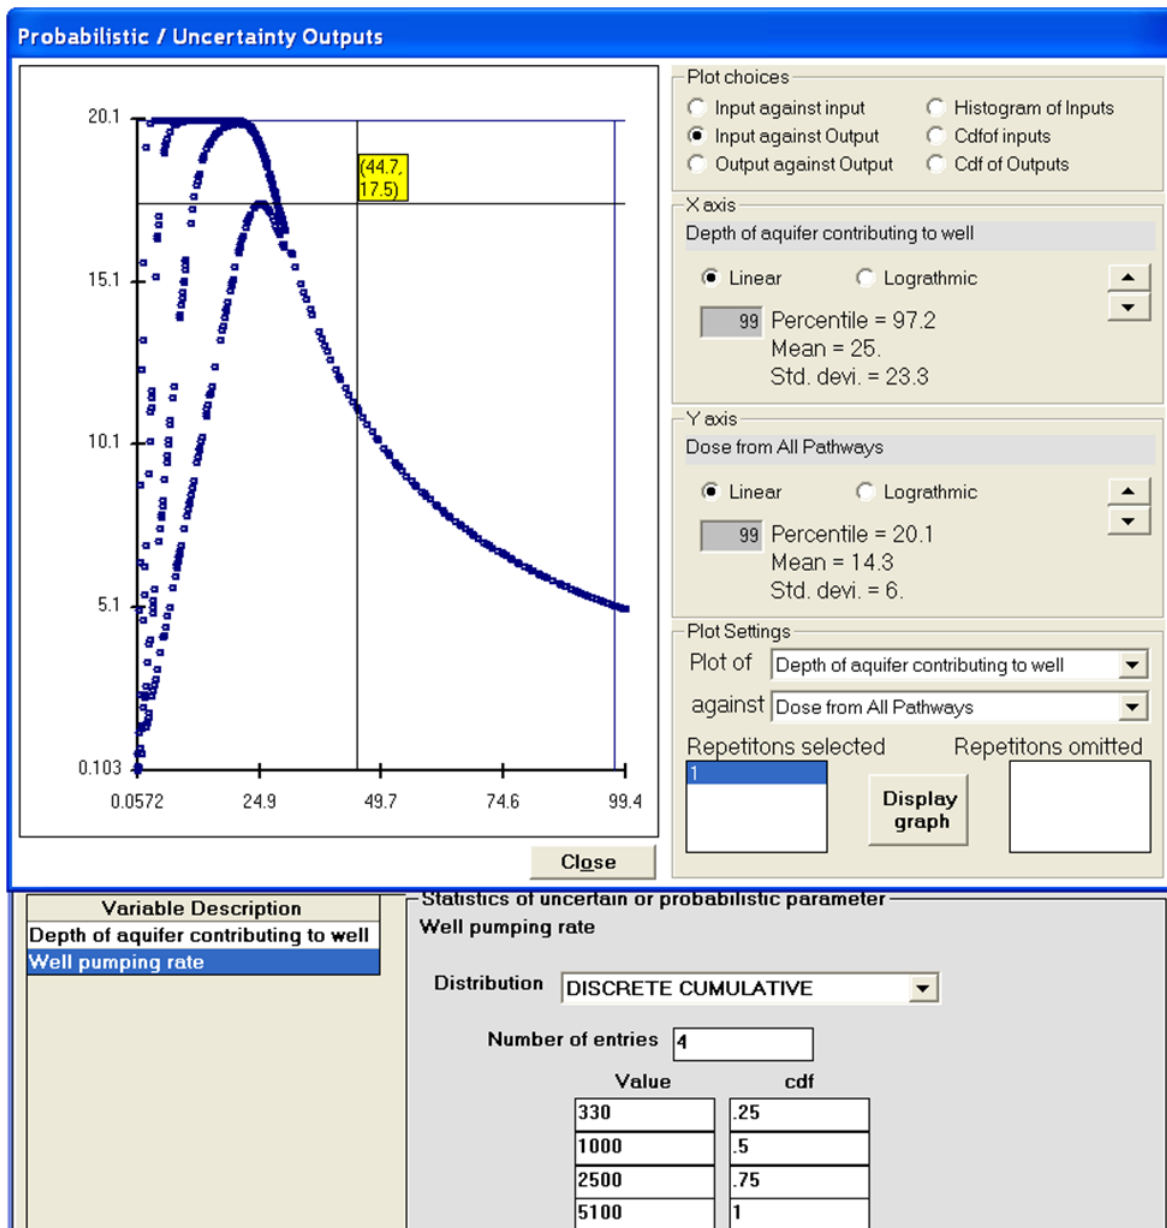 Probabilistic / Uncertainty Outputs
20.1
15.1
10.1
5.1
0.103
0.0572 24.9 49.7 74.6 99.4
(44.7,
17.5)
Close
Plot choices
Input against input Histogram of Inputs
Input against Output Cdfof inputs
Output against Output Cdf of Outputs
X axis
Depth of aquifer contributing to well
Linear Lograthmic
99 Percentile = 97.2
Mean = 25.
Std. devi. = 23.3
Y axis
Dose from All Pathways
Linear Lograthmic
99 Percentile = 20.1
Mean = 14.3
Std. devi. = 6.
Plot Settings
Plot of Depth of aquifer contributing to well
against Dose from All Pathways
Repetitons selected Repetitons omitted
1
Display
graph
Variable Description
Depth of aquifer contributing to well
Well pumping rate
Statistics of uncertain or probabilistic parameter
Well pumping rate
Distribution DISCRETE CUMULATIVE
Number of entries 4
Value cdf
330 .25
1000 .5
2500 .75
5100 1